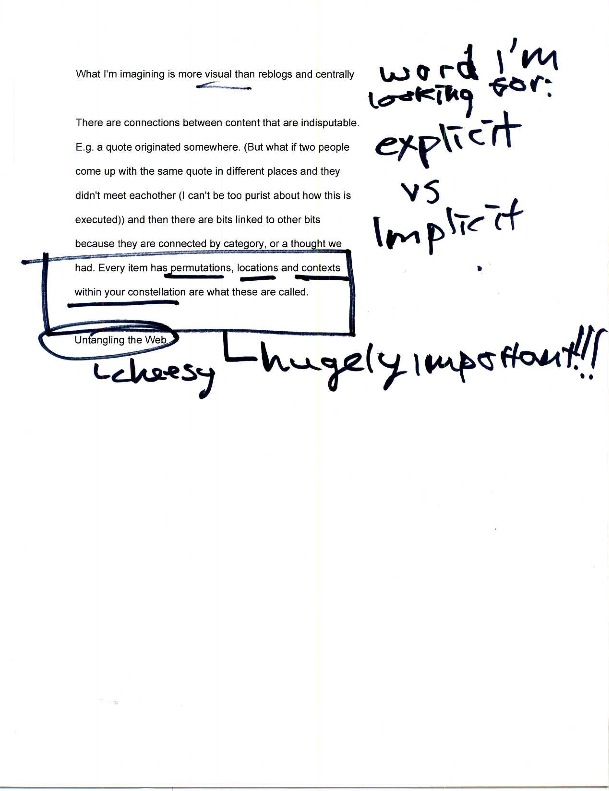 What I'm imagining is more visual than reblogs and centrally
word I'm
looking for:
explicit
vs
Implicit
There are connections between content that are indisputable.
E.g. a quote originated somewhere. (But what if two people
come up with the same quote in different places and they
didn't meet eachother (I can't be too purist about how this is
executed)) and then there are bits linked to other bits
because they are connected by category, or a thought we
had. Every item has permutations, locations and contexts
within your constellation are what these are called.
Untangling the Web
cheesy
hugely important!!!